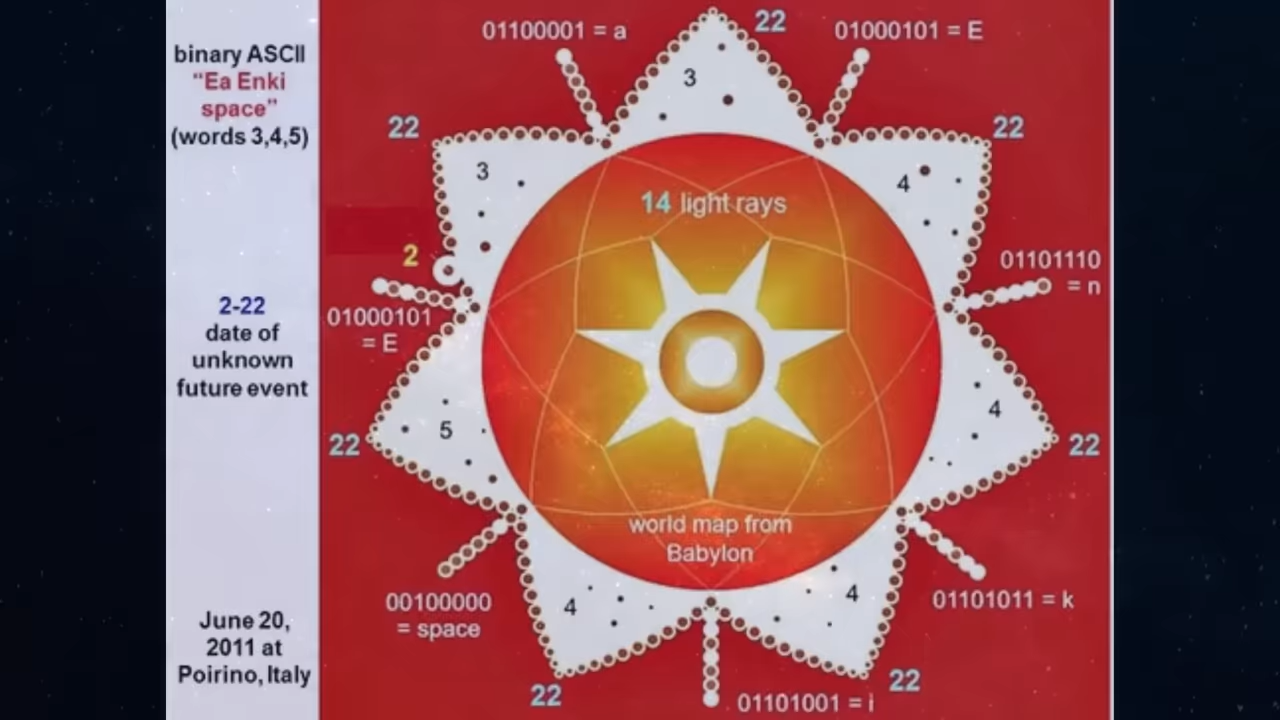 binary ASCII
“Ea Enki
space”
(words 3,4,5)
2-22
date of
unknown
future event
June 20,
2011 at
Poirino, Italy
01100001 = a
22
01000101 = E
3
22
22
3
4
14 light rays
2
01101110
= n
01000101
= E
4
5
22
22
world map from
Babylon
00100000
= space
4
4
01101011 = k
22
22
01101001 = i